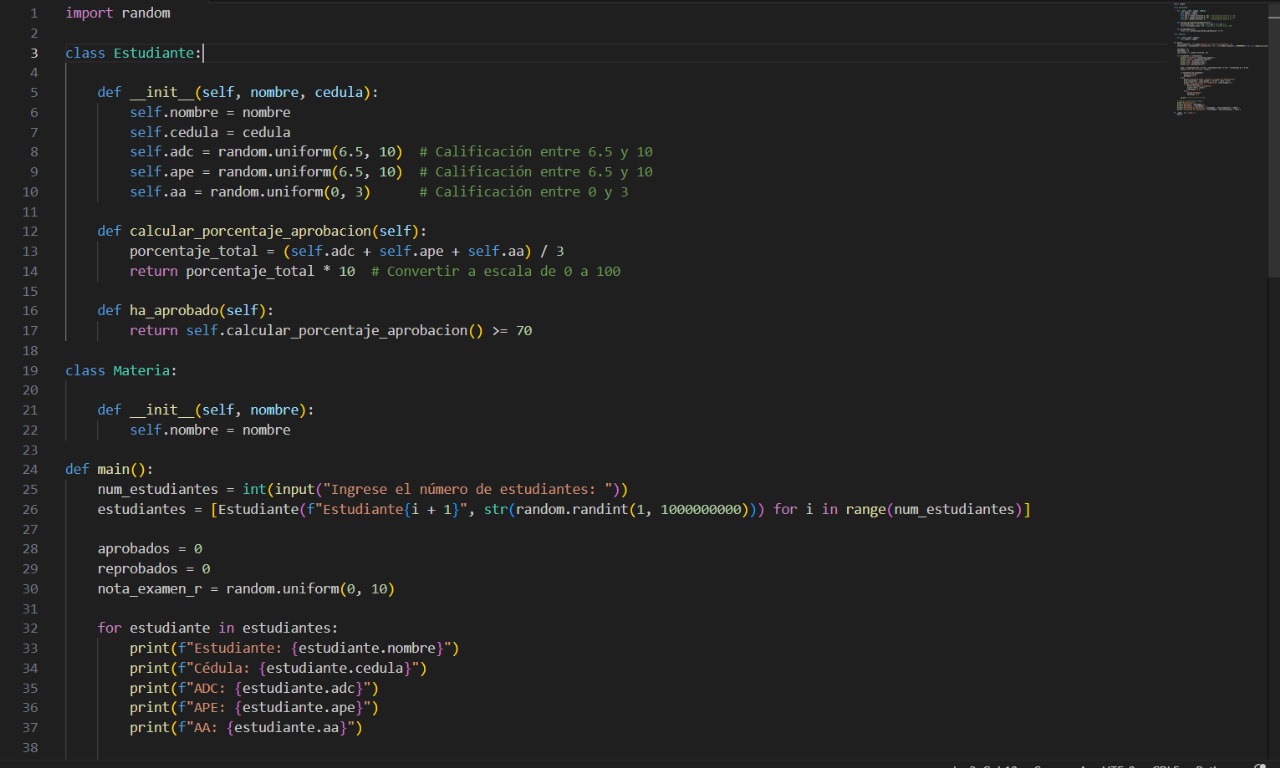 1 import random
2
3 class Estudiante:
4
5 def __init__(self, nombre, cedula):
6 self.nombre = nombre
7 self.cedula = cedula
8 self.adc = random.uniform(6.5, 10) # Calificación entre 6.5 y 10
9 self.ape = random.uniform(6.5, 10) # Calificación entre 6.5 y 10
10 self.aa = random.uniform(0, 3) # Calificación entre 0 y 3
11
12 def calcular_porcentaje_aprobacion(self):
13 porcentaje_total = (self.adc + self.ape + self.aa) / 3
14 return porcentaje_total * 10 # Convertir a escala de 0 a 100
15
16 def ha_aprobado(self):
17 return self.calcular_porcentaje_aprobacion() >= 70
18
19 class Materia:
20
21 def __init__(self, nombre):
22 self.nombre = nombre
23
24 def main():
25 num_estudiantes = int(input("Ingrese el número de estudiantes: "))
26 estudiantes = [Estudiante(f"Estudiante{i + 1}", str(random.randint(1, 1000000000))) for i in range(num_estudiantes)]
27
28 aprobados = 0
29 reprobados = 0
30 nota_examen_r = random.uniform(0, 10)
31
32 for estudiante in estudiantes:
33 print(f"Estudiante: {estudiante.nombre}")
34 print(f"Cédula: {estudiante.cedula}")
35 print(f"ADC: {estudiante.adc}")
36 print(f"APE: {estudiante.ape}")
37 print(f"AA: {estudiante.aa}")
38